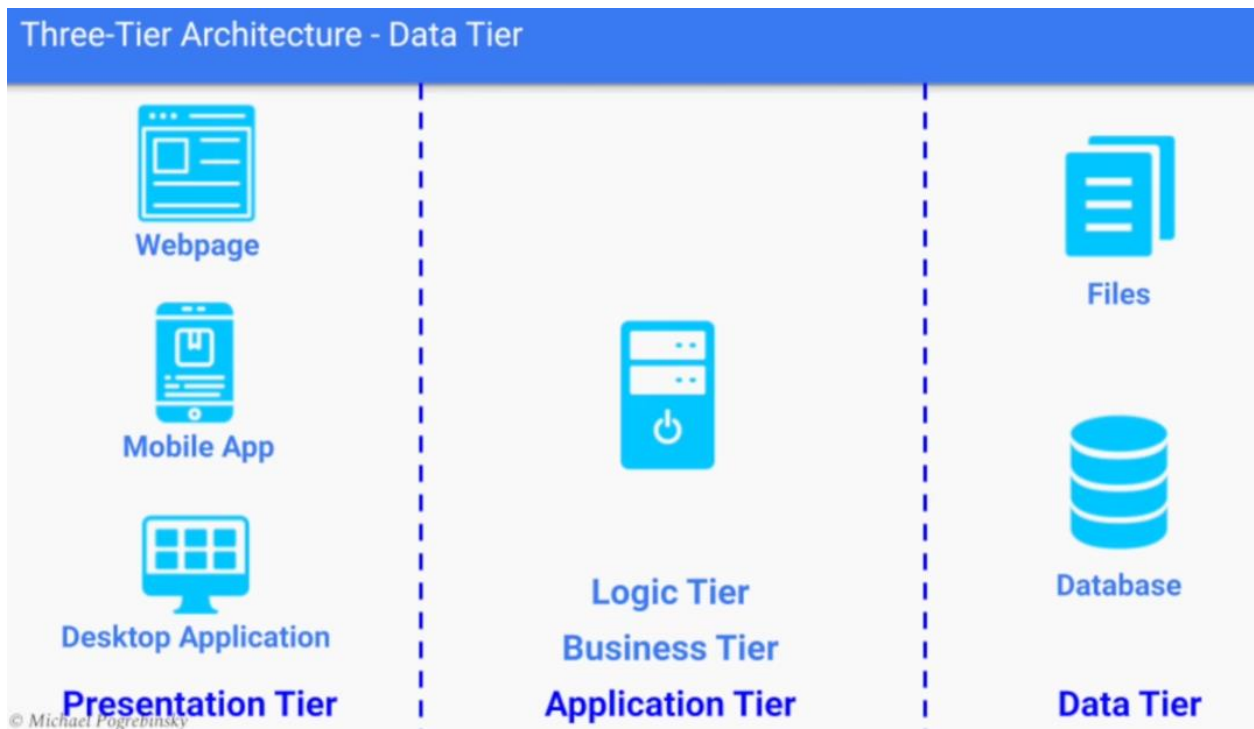 Three-Tier Architecture - Data Tier
Webpage
Mobile App
Desktop Application
Presentation Tier
Logic Tier
Business Tier
Application Tier
Files
Database
Data Tier
© Michael Pogrebinsky